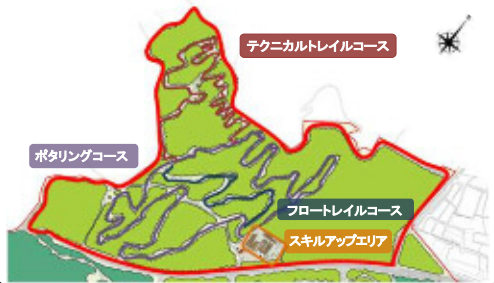 テクニカルトレイルコース
ポタリングコース
フロートレイルコース
スキルアップエリア